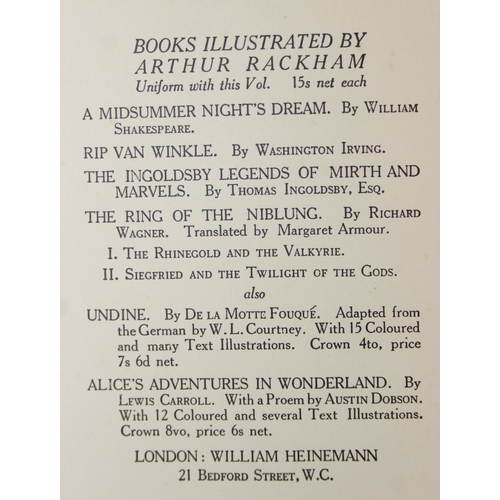 BOOKS ILLUSTRATED BY
ARTHUR RACKHAM
Uniform with this Vol. 15s net each
A MIDSUMMER NIGHT'S DREAM. By William
Shakespeare.
RIP VAN WINKLE. By Washington Irving.
THE INGOLDSBY LEGENDS OF MIRTH AND
MARVELS. By Thomas Ingoldsby, Esq.
THE RING OF THE NIBLUNG. By Richard
Wagner. Translated by Margaret Armour.
I. The Rhinegold and the Valkyrie.
II. Siegfried and the Twilight of the Gods.
also
UNDINE. By De la Motte Fouqué. Adapted from
the German by W. L. Courtney. With 15 Coloured
and many Text Illustrations. Crown 4to, price
7s 6d net.
ALICE'S ADVENTURES IN WONDERLAND. By
Lewis Carroll. With a Proem by Austin Dobson.
With 12 Coloured and several Text Illustrations.
Crown 8vo, price 6s net.
LONDON: WILLIAM HEINEMANN
21 Bedford Street, W.C.